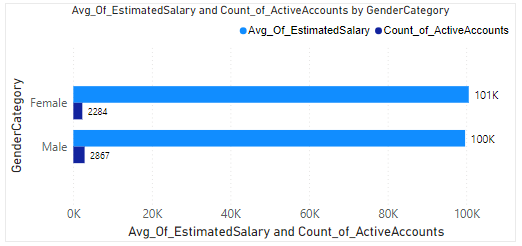 Avg_Of_EstimatedSalary and Count_of_ActiveAccounts by GenderCategory
Avg_Of_EstimatedSalary Count_of_ActiveAccounts
GenderCategory
Female 101K
2284
Male 100K
2867
0K 20K 40K 60K 80K 100K
Avg_Of_EstimatedSalary and Count_of_ActiveAccounts